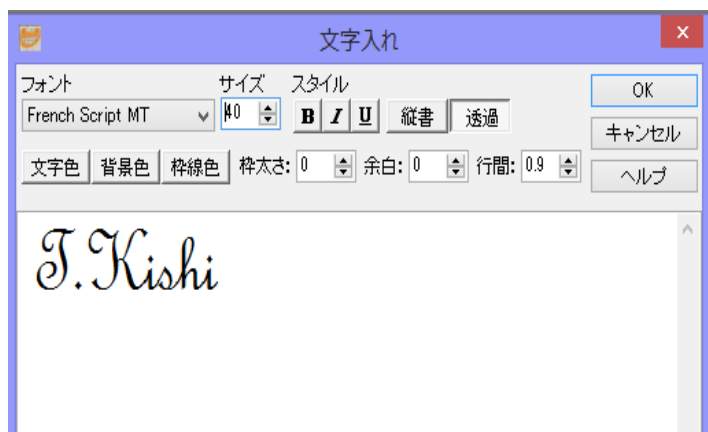 文字入れ x
フォント サイズ スタイル OK
French Script MT 40 B I U 縦書 透過 キャンセル
文字色 背景色 枠線色 枠太さ: 0 余白: 0 行間: 0.9 ヘルプ
T.Kishi